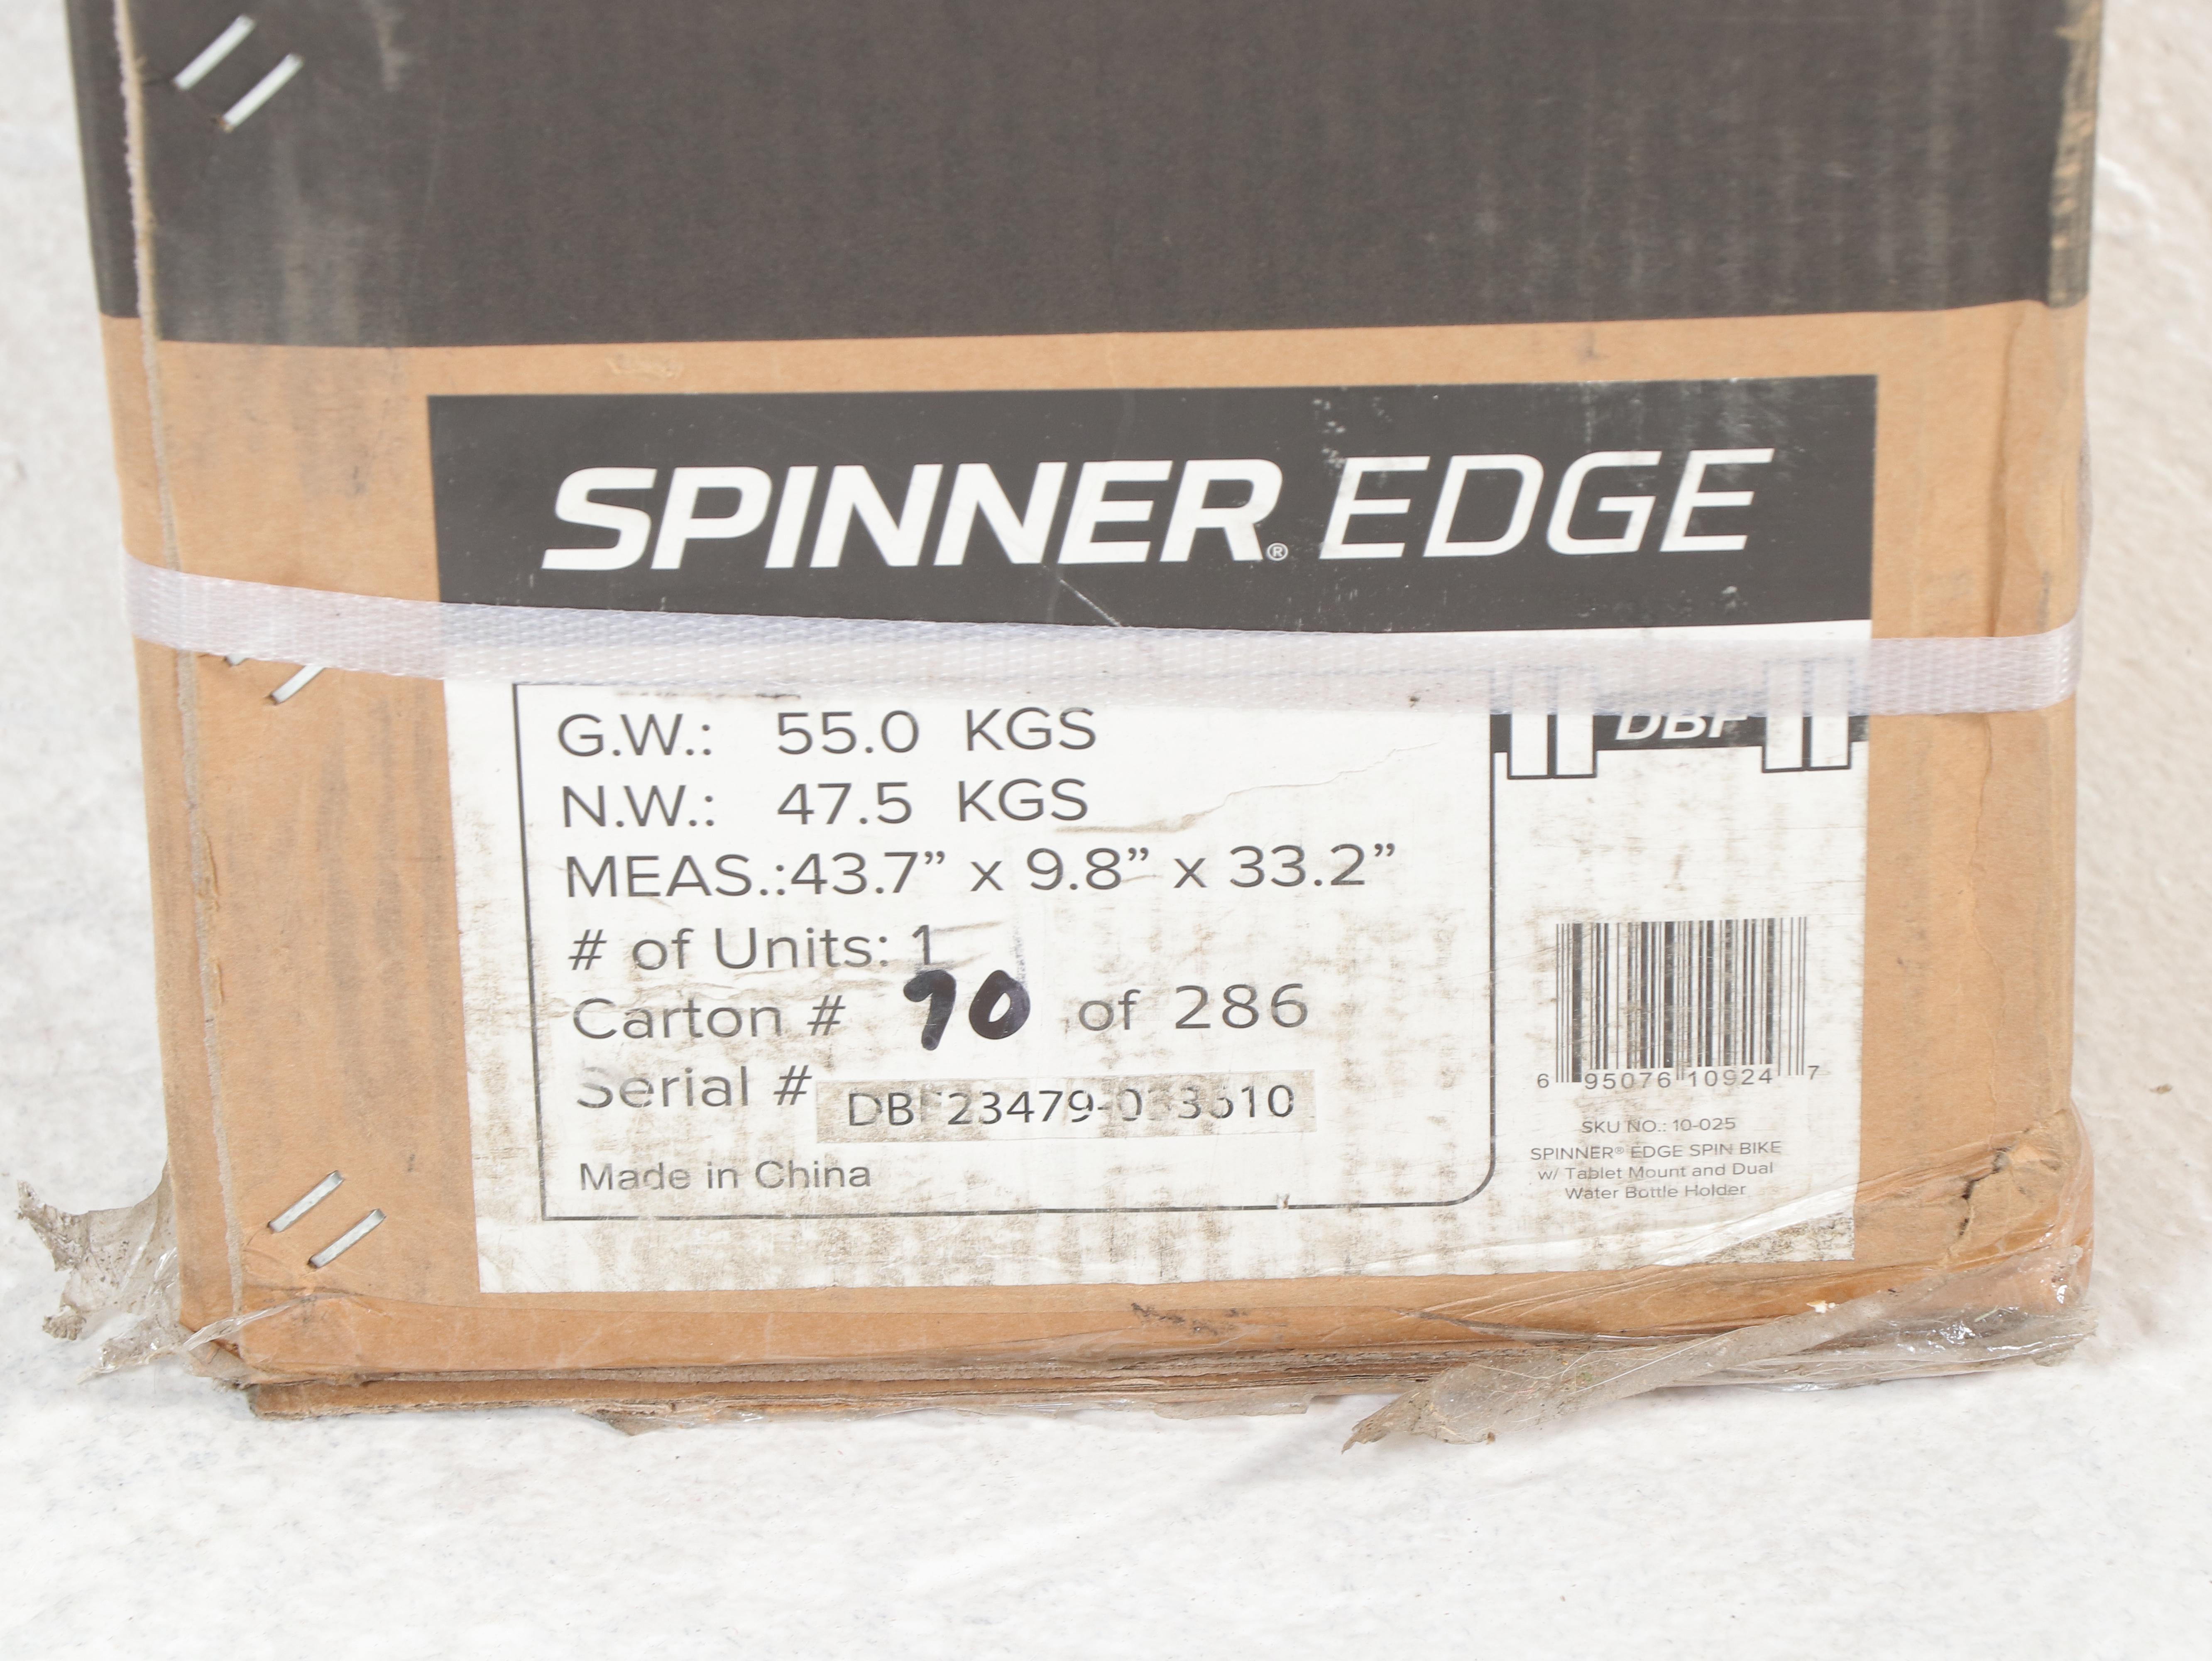 SPINNER® EDGE
G.W.: 55.0 KGS
N.W.: 47.5 KGS
MEAS.:43.7” x 9.8” x 33.2”
# of Units: 1
Carton # 90 of 286
Serial #
Made in China
DBF
6 95076 10924 7
SKU NO.: 10-025
SPINNER® EDGE SPIN BIKE
w/ Tablet Mount and Dual
Water Bottle Holder